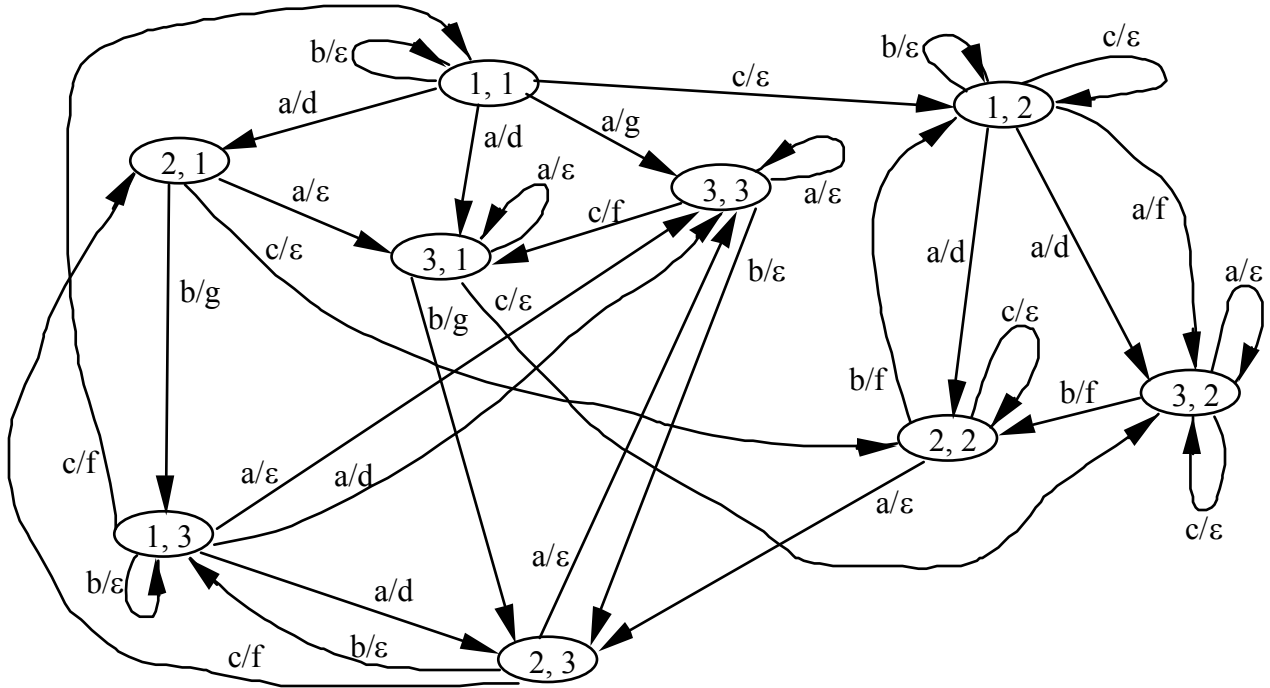 b/ε
c/ε
b/ε
1, 1
c/ε
1, 2
a/d
a/g
a/d
2, 1
3, 3
a/ε
a/ε
a/ε
c/f
a/f
3, 1
c/ε
b/ε
a/d
a/d
a/ε
b/g
c/ε
b/g
c/ε
b/f
b/f
3, 2
2, 2
c/f
a/ε
a/d
a/ε
1, 3
c/ε
a/ε
b/ε
a/d
b/ε
c/f
2, 3